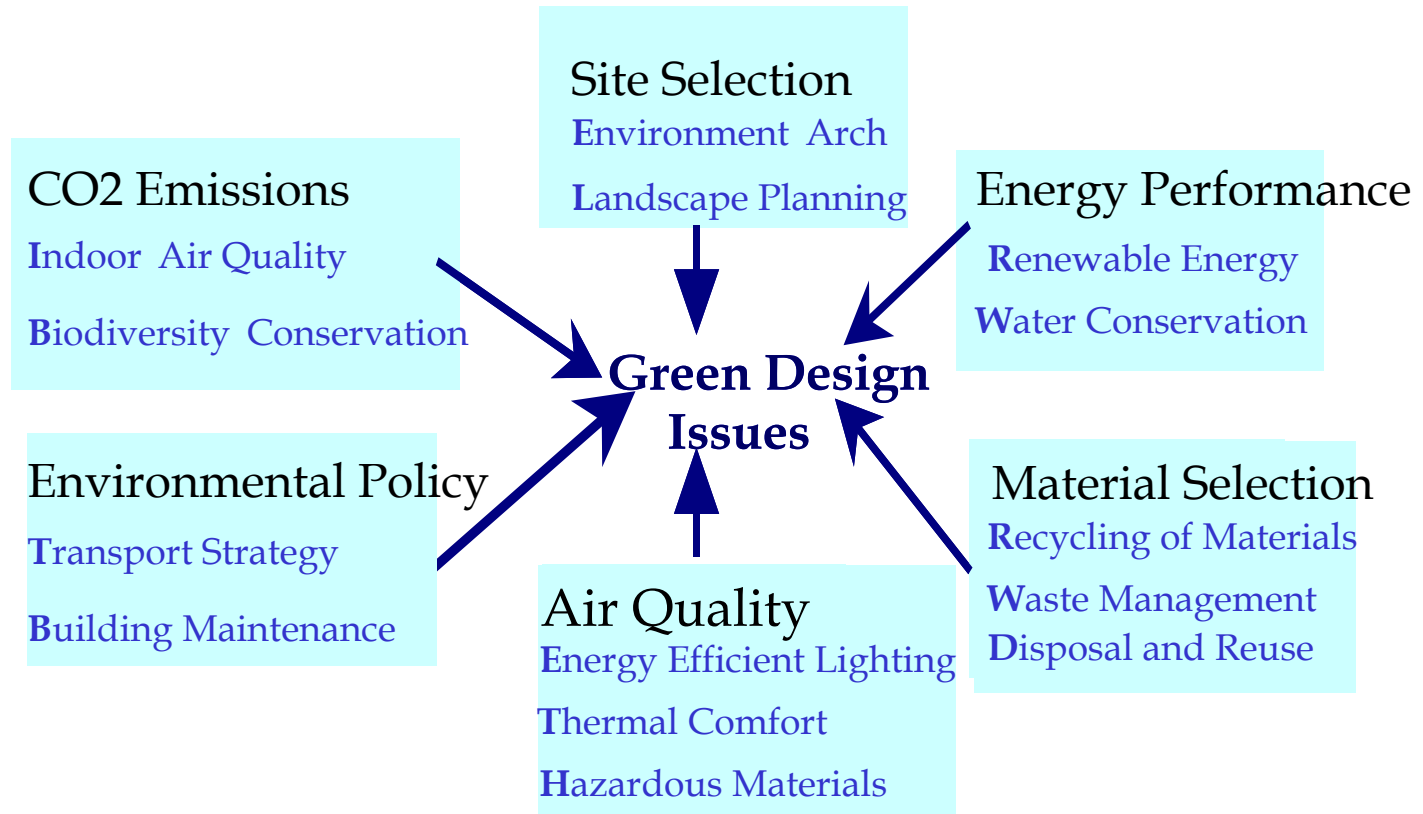 Site Selection
Environment Arch
Landscape Planning
CO2 Emissions
Indoor Air Quality
Biodiversity Conservation
Energy Performance
Renewable Energy
Water Conservation
Green Design
Issues
Environmental Policy
Transport Strategy
Building Maintenance
Air Quality
Energy Efficient Lighting
Thermal Comfort
Hazardous Materials
Material Selection
Recycling of Materials
Waste Management
Disposal and Reuse